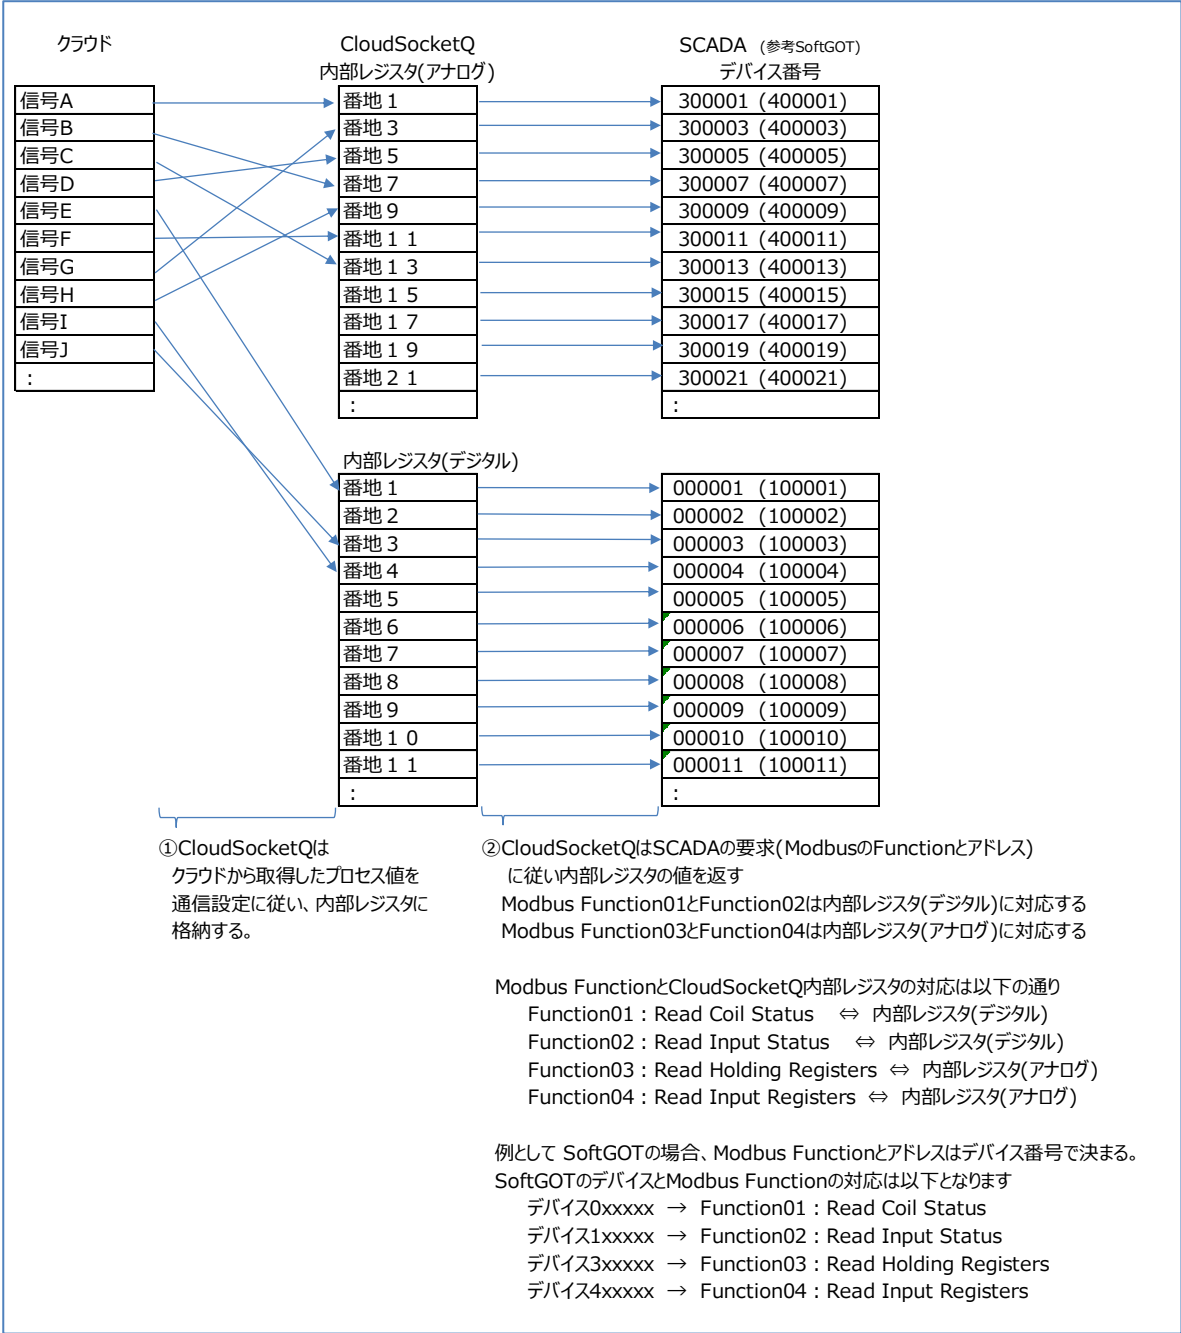 クラウド
CloudSocketQ
内部レジスタ(アナログ)
SCADA (参考SoftGOT)
デバイス番号
信号A
信号B
信号C
信号D
信号E
信号F
信号G
信号H
信号I
信号J
:
番地1
番地3
番地5
番地7
番地9
番地11
番地13
番地15
番地17
番地19
番地21
:
300001 (400001)
300003 (400003)
300005 (400005)
300007 (400007)
300009 (400009)
300011 (400011)
300013 (400013)
300015 (400015)
300017 (400017)
300019 (400019)
300021 (400021)
:
内部レジスタ(デジタル)
番地1
番地2
番地3
番地4
番地5
番地6
番地7
番地8
番地9
番地10
番地11
:
000001 (100001)
000002 (100002)
000003 (100003)
000004 (100004)
000005 (100005)
000006 (100006)
000007 (100007)
000008 (100008)
000009 (100009)
000010 (100010)
000011 (100011)
:
①CloudSocketQは
クラウドから取得したプロセス値を
通信設定に従い、内部レジスタに
格納する。
②CloudSocketQはSCADAの要求(ModbusのFunctionとアドレス)
に従い内部レジスタの値を返す
Modbus Function01とFunction02は内部レジスタ(デジタル)に対応する
Modbus Function03とFunction04は内部レジスタ(アナログ)に対応する
Modbus FunctionとCloudSocketQ内部レジスタの対応は以下の通り
Function01:Read Coil Status ⇔ 内部レジスタ(デジタル)
Function02:Read Input Status ⇔ 内部レジスタ(デジタル)
Function03:Read Holding Registers ⇔ 内部レジスタ(アナログ)
Function04:Read Input Registers ⇔ 内部レジスタ(アナログ)
例として SoftGOTの場合、Modbus Functionとアドレスはデバイス番号で決まる。
SoftGOTのデバイスとModbus Functionの対応は以下となります
デバイス0xxxxx → Function01:Read Coil Status
デバイス1xxxxx → Function02:Read Input Status
デバイス3xxxxx → Function03:Read Holding Registers
デバイス4xxxxx → Function04:Read Input Registers